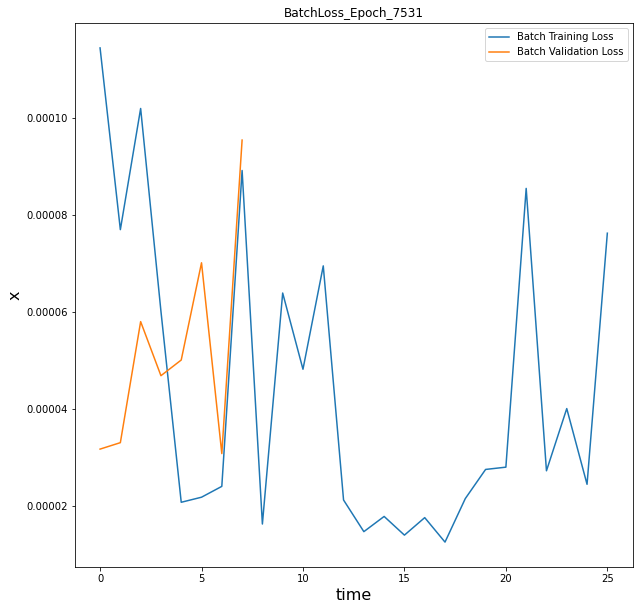 BatchLoss_Epoch_7531
Batch Training Loss
Batch Validation Loss
0.00010
0.00008
0.00006
0.00004
0.00002
x
0 5 10 15 20 25
time